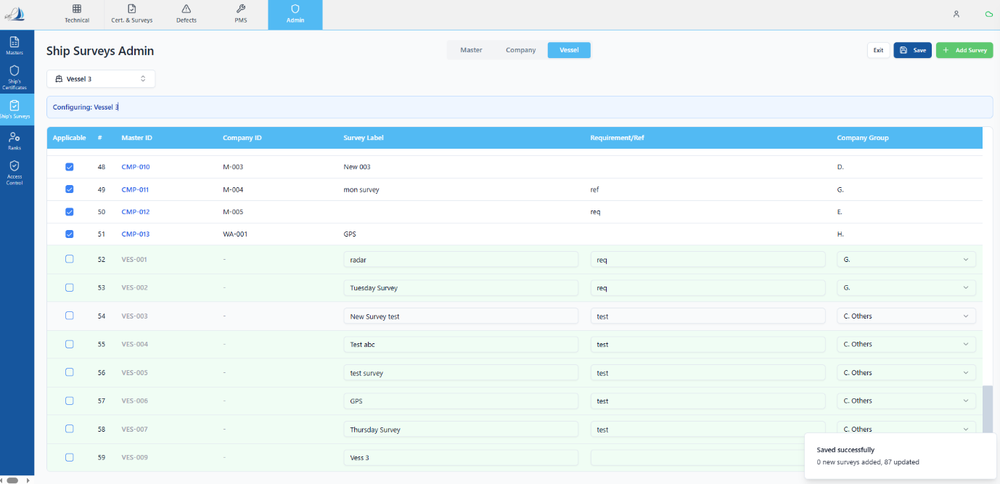 Technical
Cert. & Surveys
Defects
PMS
Admin
Masters
Ship's
Certificates
Ship's Surveys
Ranks
Access
Control
Ship Surveys Admin
Master
Company
Vessel
Exit
Save
+ Add Survey
Vessel 3
Configuring: Vessel 3
Applicable # Master ID Company ID Survey Label Requirement/Ref Company Group
48 CMP-010 M-003 New 003 D.
49 CMP-011 M-004 mon survey ref G.
50 CMP-012 M-005 req E.
51 CMP-013 WA-001 GPS H.
52 VES-001 - radar req G.
53 VES-002 - Tuesday Survey req G.
54 VES-003 - New Survey test test C. Others
55 VES-004 - Test abc test C. Others
56 VES-005 - test survey test C. Others
57 VES-006 - GPS test C. Others
58 VES-007 - Thursday Survey test C. Others
59 VES-009 - Vess 3
Saved successfully
0 new surveys added, 87 updated